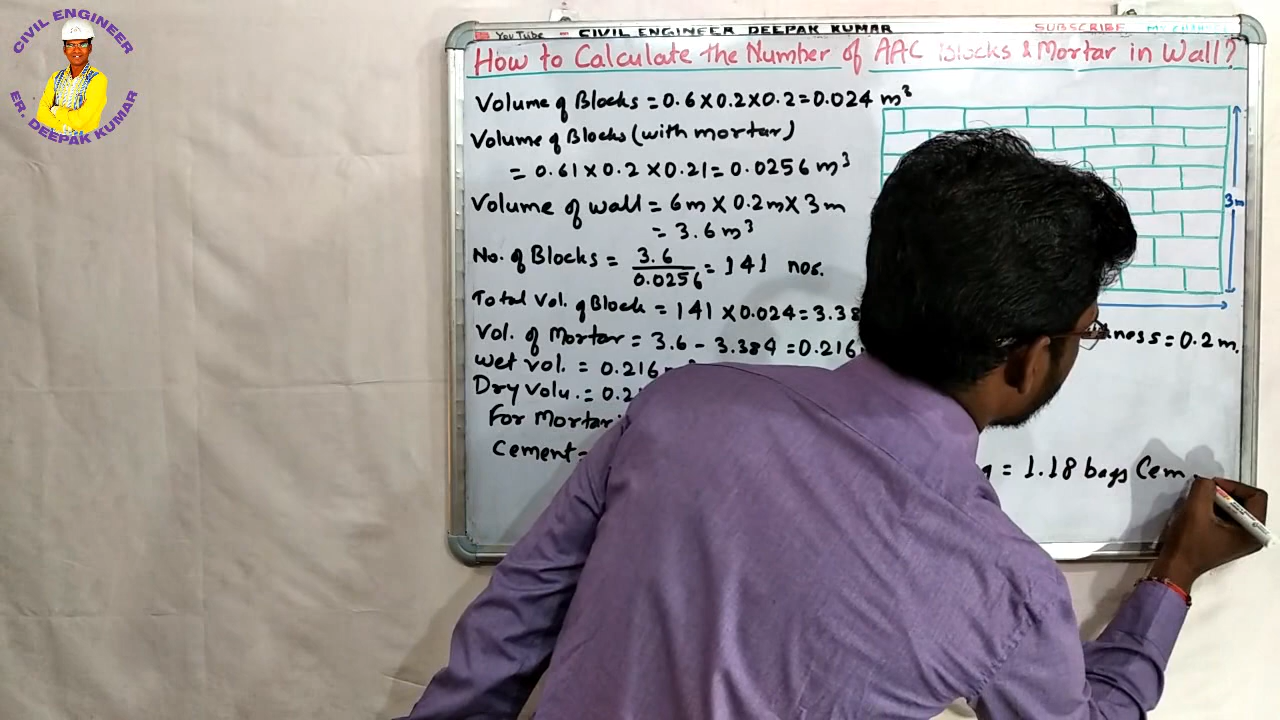 CIVIL ENGINEER
ER. DEEPAK KUMAR
YouTube - CIVIL ENGINEER DEEPAK KUMAR SUBSCRIBE MY CHANNEL
How to Calculate the Number of AAC Blocks & Mortar in Wall?
Volume of Blocks = 0.6 x 0.2 x 0.2 = 0.024 m³
Volume of Blocks (with mortar)
= 0.61 x 0.2 x 0.21 = 0.0256 m³
Volume of wall = 6m x 0.2m x 3m
= 3.6 m³
3m
No. of Blocks = 3.6 / 0.0256 = 141 nos.
Total Vol. of Block = 141 x 0.024 = 3.38
Vol. of Mortar = 3.6 - 3.384 = 0.216
ness = 0.2 m.
Wet vol. = 0.216
Dry Volu. = 0.2
For Mortar
Cement =
= 1.18 bags Cem